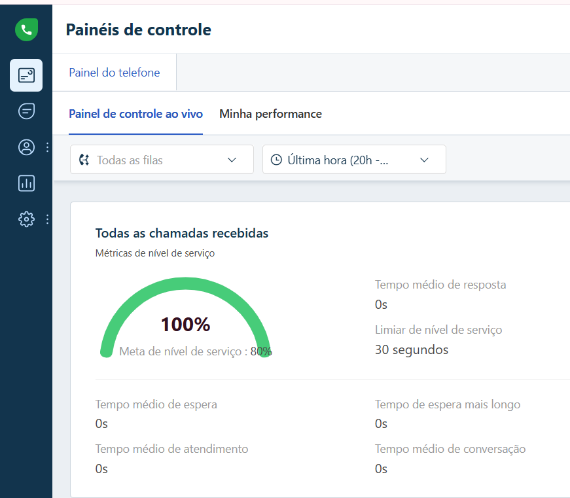 Painéis de controle
Painel do telefone
Painel de controle ao vivo Minha performance
Todas as filas Última hora (20h -...
Todas as chamadas recebidas
Métricas de nível de serviço
100%
Meta de nível de serviço : 80%
Tempo médio de resposta
0s
Limiar de nível de serviço
30 segundos
Tempo médio de espera
0s
Tempo de espera mais longo
0s
Tempo médio de atendimento
0s
Tempo médio de conversação
0s